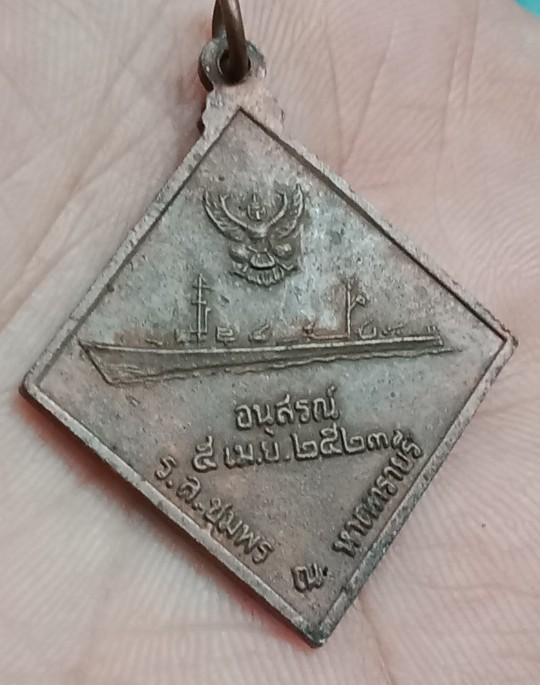 อนุสรณ์
๕ เม.ย. ๒๕๒๓
ร.ล.ชุมพร ณ. หาดทรายรี